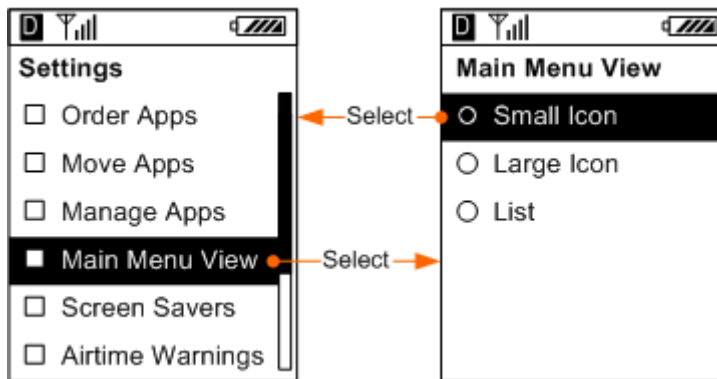 D
Settings
Order Apps
Move Apps
Manage Apps
Main Menu View
Screen Savers
Airtime Warnings
Select
Select
D
Main Menu View
Small Icon
Large Icon
List